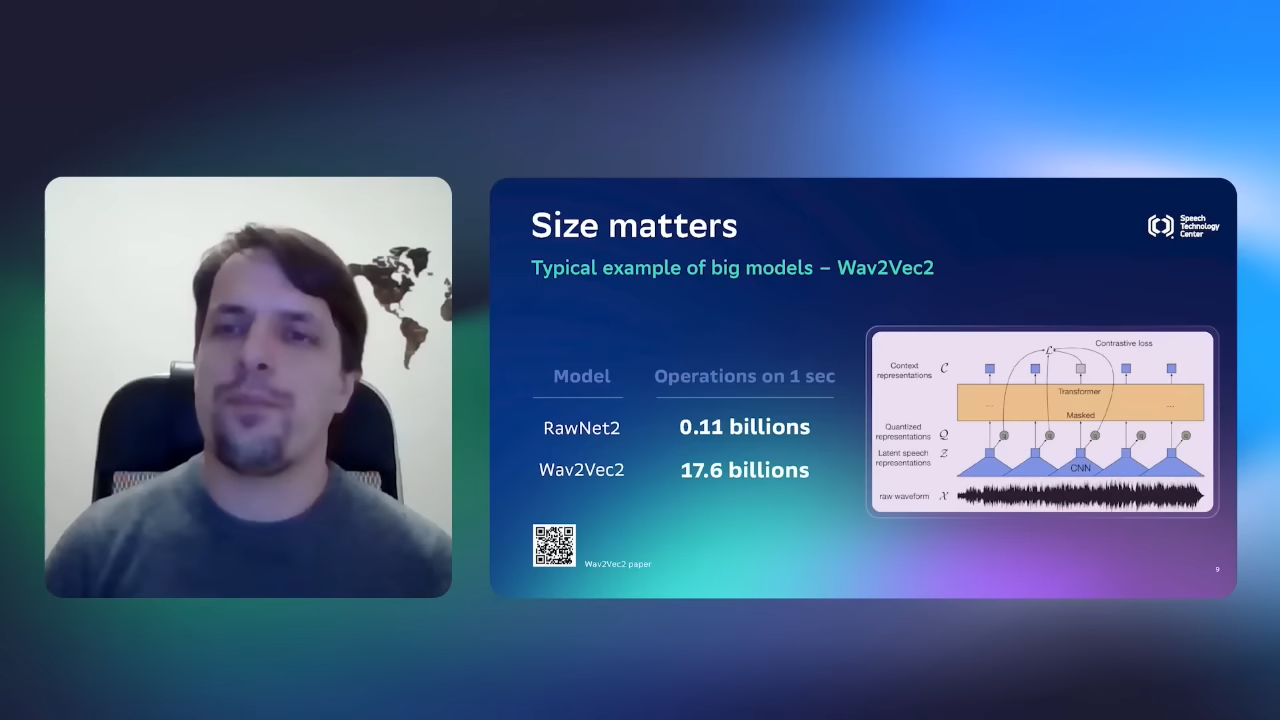 Size matters
Speech
Technology
Center
Typical example of big models – Wav2Vec2
Model
Operations on 1 sec
RawNet2
0.11 billions
Wav2Vec2
17.6 billions
Contrastive loss
ℒ
Context
representations
𝒞
Transformer
...
...
Masked
Quantized
representations
𝒬
q
q
q
q
q
Latent speech
representations
𝒵
CNN
raw waveform
𝒳
Wav2Vec2 paper
9